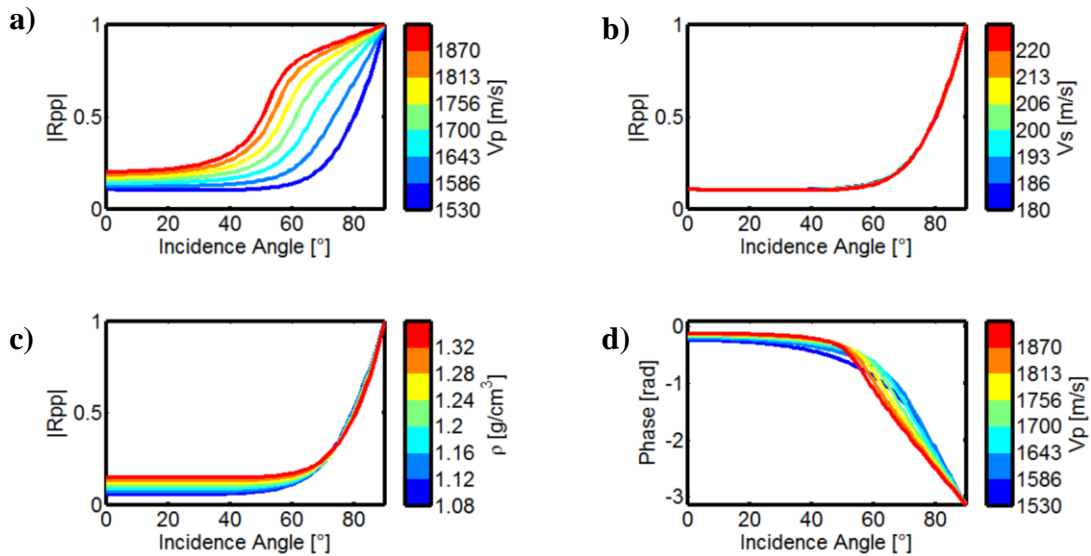 a)
|Rpp|
1
0.5
0
0 20 40 60 80
Incidence Angle [°]
1870
1813
1756
1700
1643
1586
1530
Vp [m/s]
b)
|Rpp|
1
0.5
0
0 20 40 60 80
Incidence Angle [°]
220
213
206
200
193
186
180
Vs [m/s]
c)
|Rpp|
1
0.5
0
0 20 40 60 80
Incidence Angle [°]
1.32
1.28
1.24
1.2
1.16
1.12
1.08
ρ [g/cm³]
d)
Phase [rad]
0
-1
-2
-3
0 20 40 60 80
Incidence Angle [°]
1870
1813
1756
1700
1643
1586
1530
Vp [m/s]